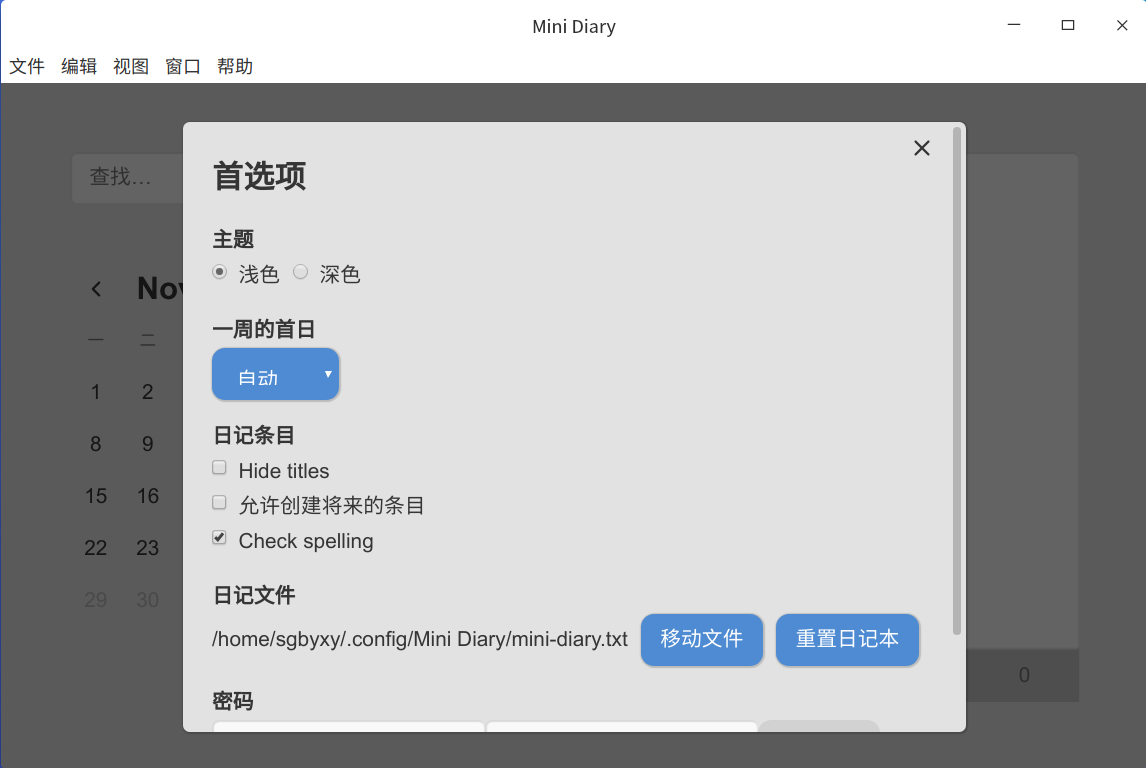 Mini Diary
文件 编辑 视图 窗口 帮助
查找…
Nov
一 二
1 2
8 9
15 16
22 23
29 30
首选项
主题
浅色 深色
一周的首日
自动
日记条目
Hide titles
允许创建将来的条目
Check spelling
日记文件
/home/sgbyxy/.config/Mini Diary/mini-diary.txt 移动文件 重置日记本
密码
0